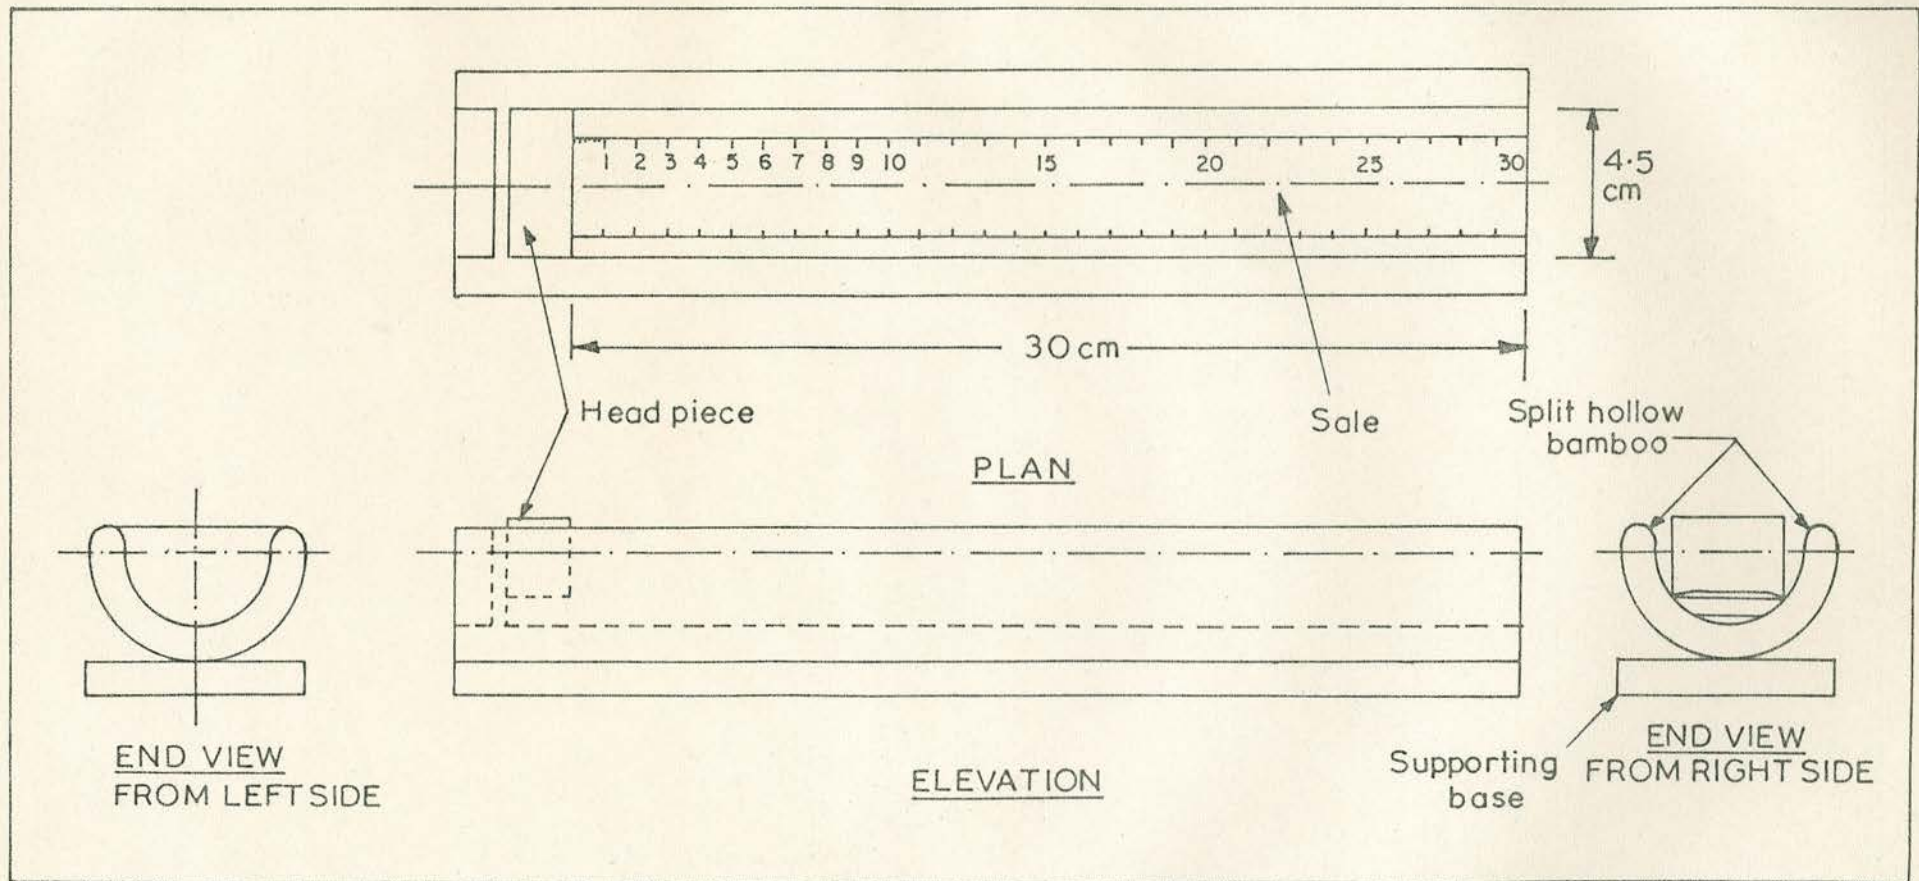 1 2 3 4 5 6 7 8 9 10 15 20 25 30
4.5
cm
30 cm
Head piece
Sale
Split hollow
bamboo
PLAN
END VIEW
FROM LEFT SIDE
ELEVATION
Supporting
base
END VIEW
FROM RIGHT SIDE